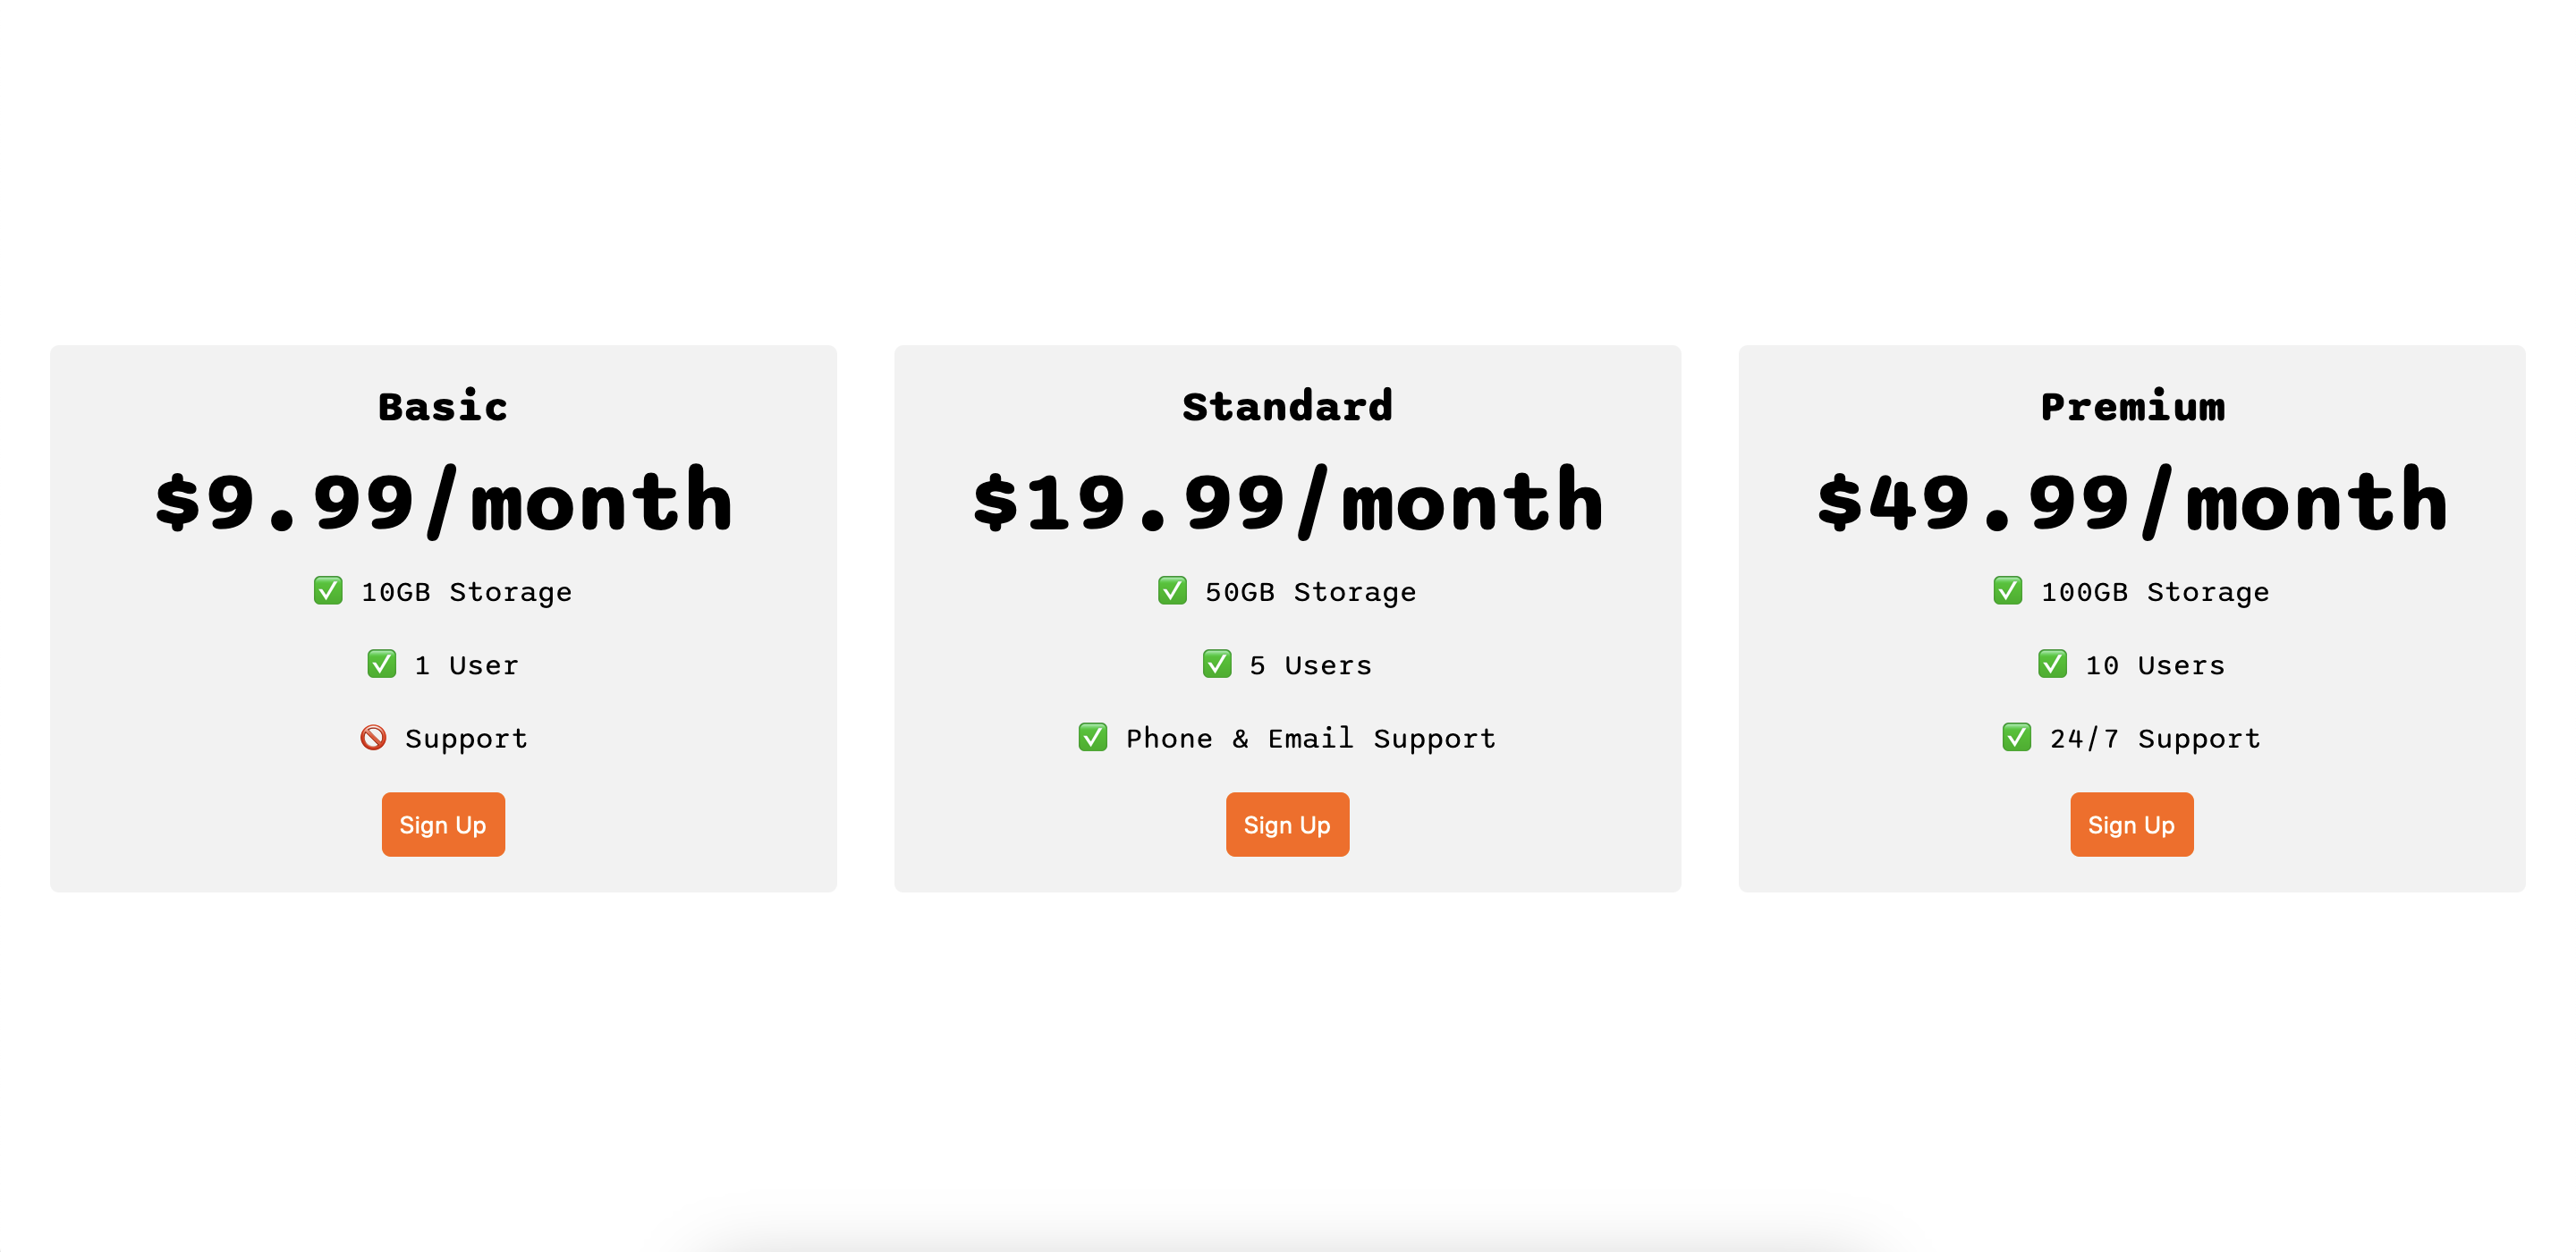 Basic
$9.99/month
✅ 10GB Storage
✅ 1 User
🚫 Support
Sign Up
Standard
$19.99/month
✅ 50GB Storage
✅ 5 Users
✅ Phone & Email Support
Sign Up
Premium
$49.99/month
✅ 100GB Storage
✅ 10 Users
✅ 24/7 Support
Sign Up